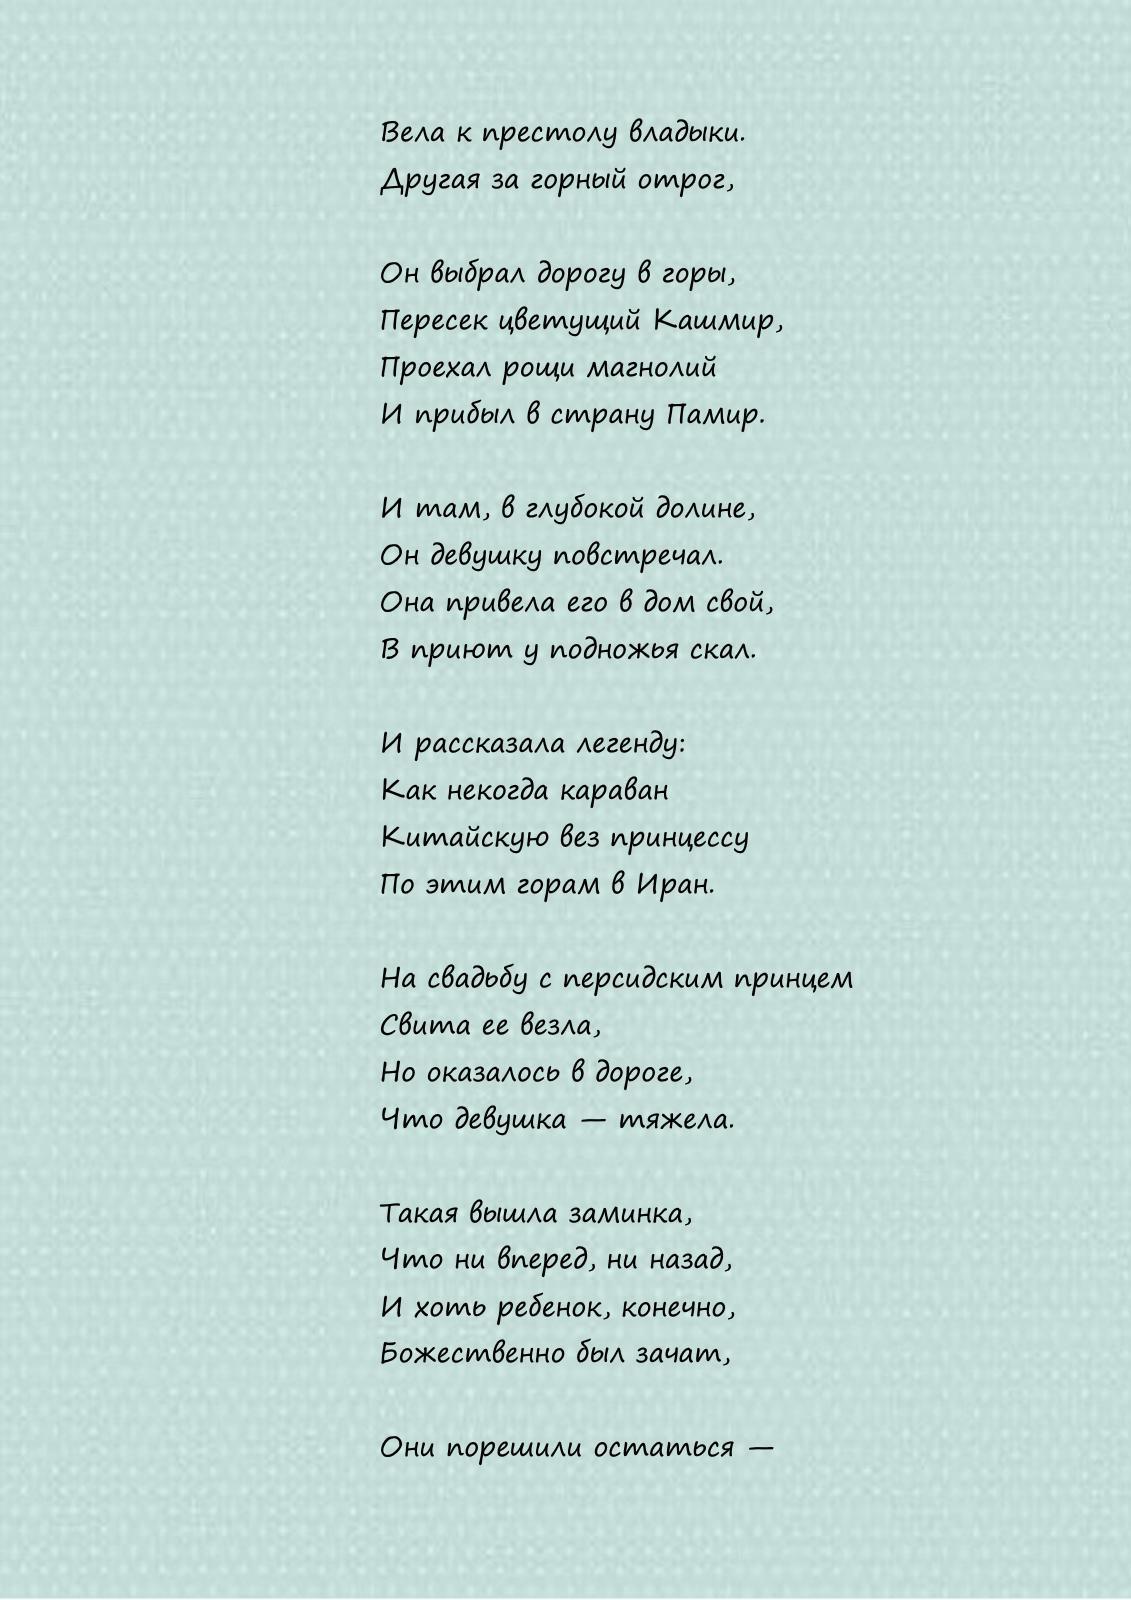 Вела к престолу владыки.
Другая за горный отрог,
Он выбрал дорогу в горы,
Пересек цветущий Кашмир,
Проехал рощи магнолий
И прибыл в страну Памир.
И там, в глубокой долине,
Он девушку повстречал.
Она привела его в дом свой,
В приют у подножья скал.
И рассказала легенду:
Как некогда караван
Китайскую вез принцессу
По этим горам в Иран.
На свадьбу с персидским принцем
Свита ее везла,
Но оказалось в дороге,
Что девушка — тяжела.
Такая вышла заминка,
Что ни вперед, ни назад,
И хоть ребенок, конечно,
Божественно был зачат,
Они порешили остаться —